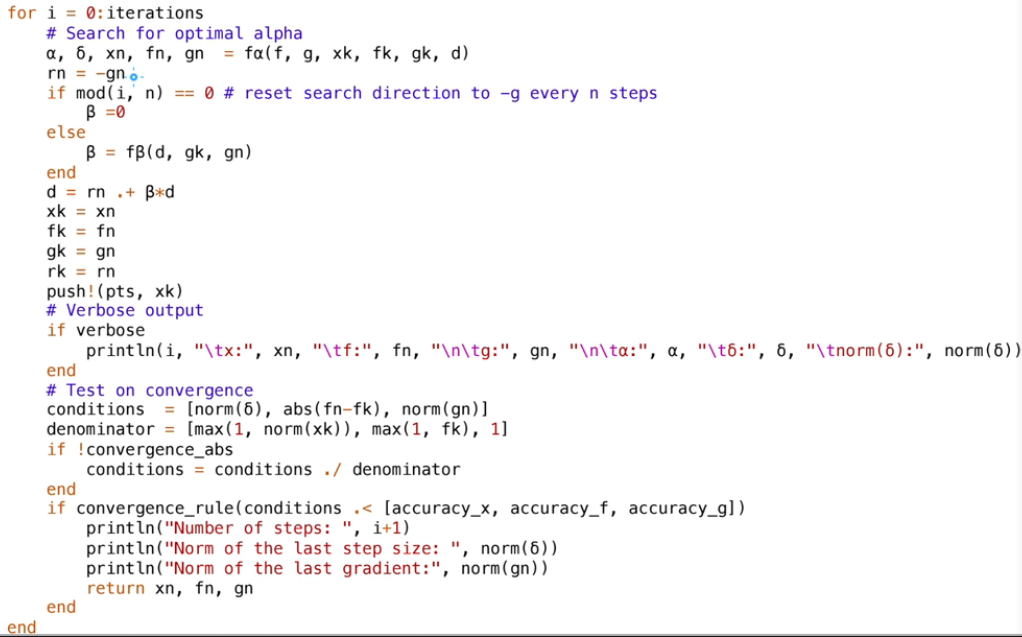 for i = 0:iterations
    # Search for optimal alpha
    α, δ, xn, fn, gn  = fα(f, g, xk, fk, gk, d)
    rn = -gn
    if mod(i, n) == 0 # reset search direction to -g every n steps
        β =0
    else
        β = fβ(d, gk, gn)
    end
    d = rn .+ β*d
    xk = xn
    fk = fn
    gk = gn
    rk = rn
    push!(pts, xk)
    # Verbose output
    if verbose
        println(i, "\tx:", xn, "\tf:", fn, "\n\tg:", gn, "\n\tα:", α, "\tδ:", δ, "\tnorm(δ):", norm(δ))
    end
    # Test on convergence
    conditions  = [norm(δ), abs(fn-fk), norm(gn)]
    denominator = [max(1, norm(xk)), max(1, fk), 1]
    if !convergence_abs
        conditions = conditions ./ denominator
    end
    if convergence_rule(conditions .< [accuracy_x, accuracy_f, accuracy_g])
        println("Number of steps: ", i+1)
        println("Norm of the last step size: ", norm(δ))
        println("Norm of the last gradient:", norm(gn))
        return xn, fn, gn
    end
end